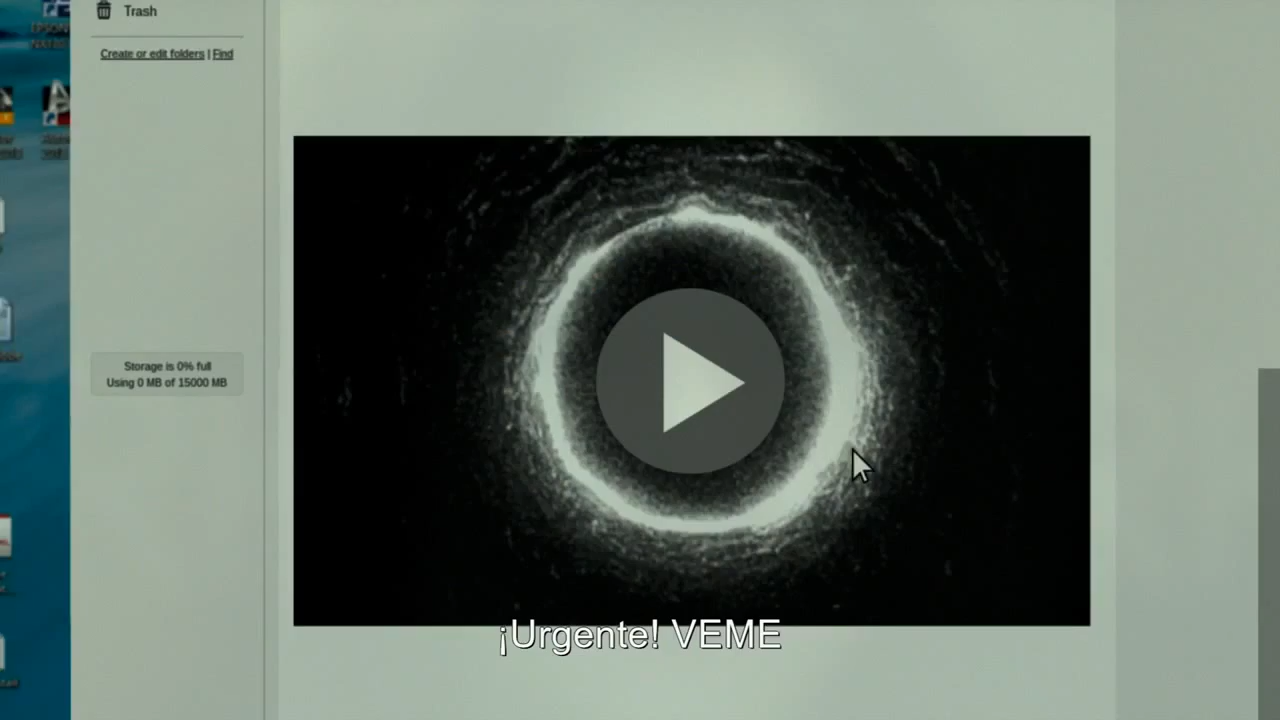 Trash
Create or edit folders | Find
Storage is 0% full
Using 0 MB of 15000 MB
¡Urgente! VEME